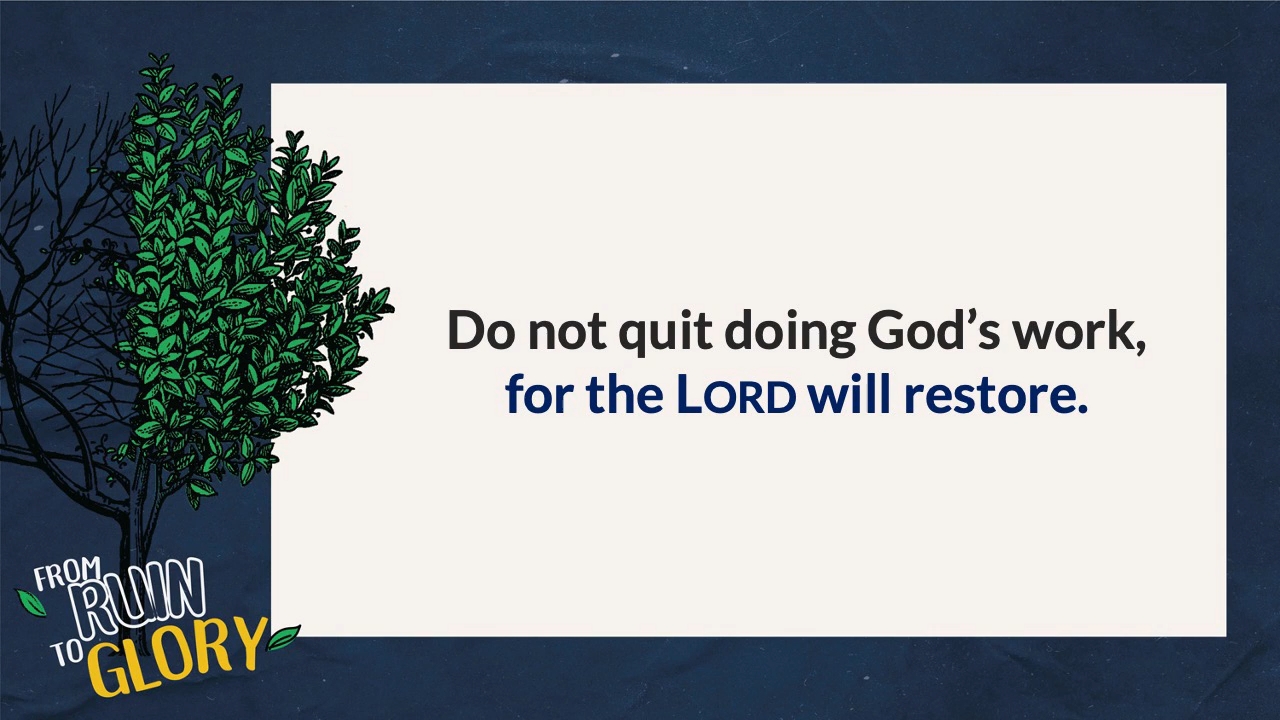 Do not quit doing God’s work,
for the LORD will restore.
FROM
RUIN
TO
GLORY